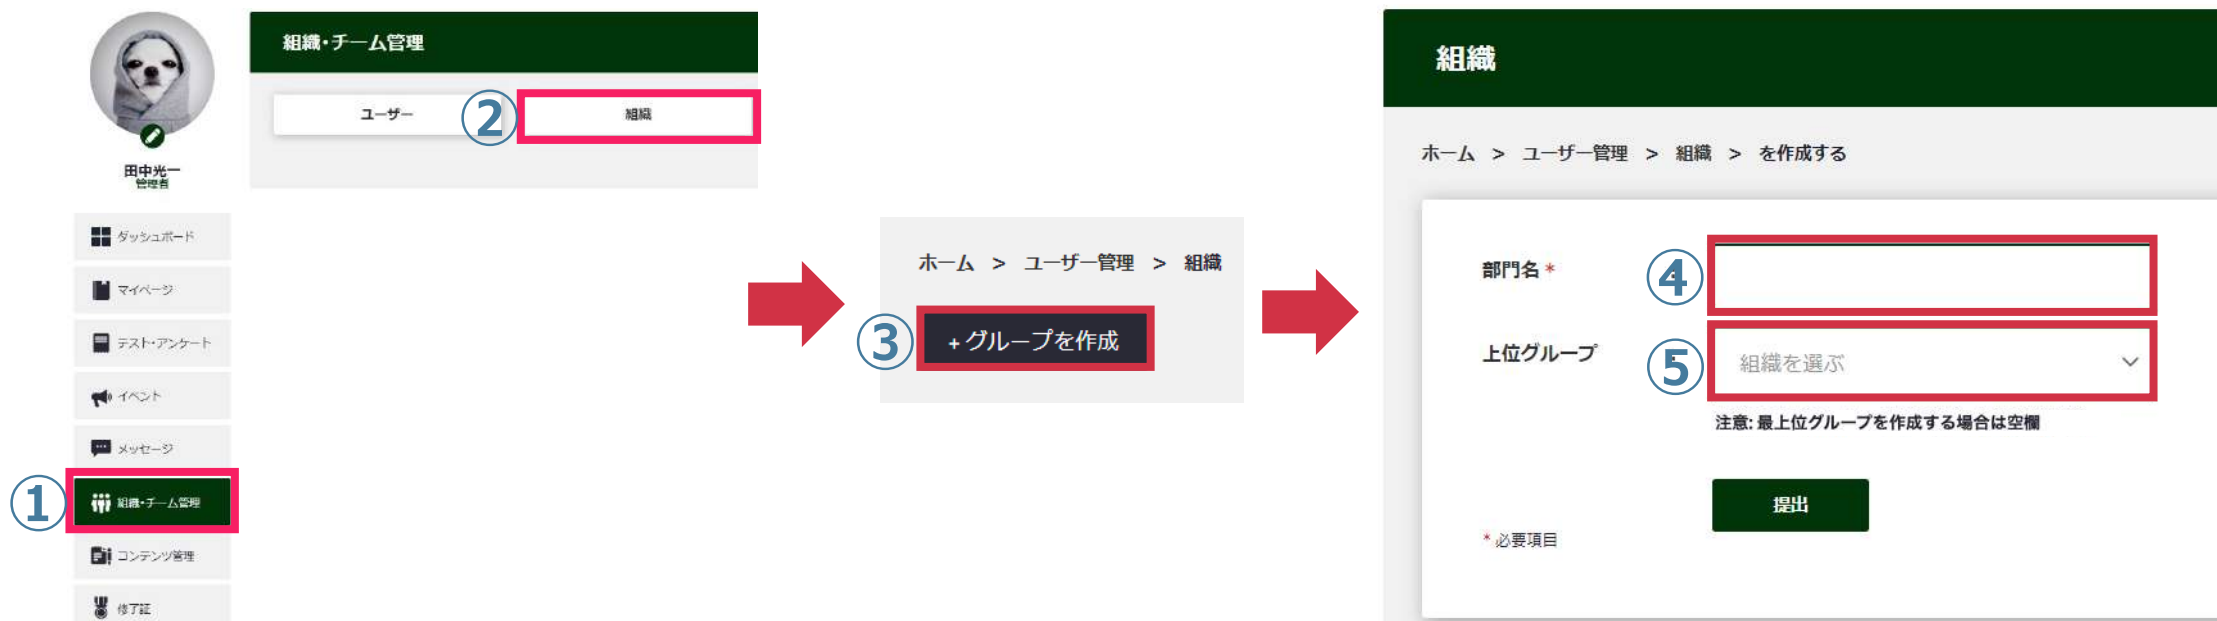 田中光一
管理者
ダッシュボード
マイページ
テスト・アンケート
イベント
メッセージ
①
組織・チーム管理
コンテンツ管理
修了証
組織・チーム管理
ユーザー
②
組織
ホーム > ユーザー管理 > 組織
③
+ グループを作成
組織
ホーム > ユーザー管理 > 組織 > を作成する
部門名 *
④
上位グループ
⑤
組織を選ぶ
注意: 最上位グループを作成する場合は空欄
提出
* 必要項目